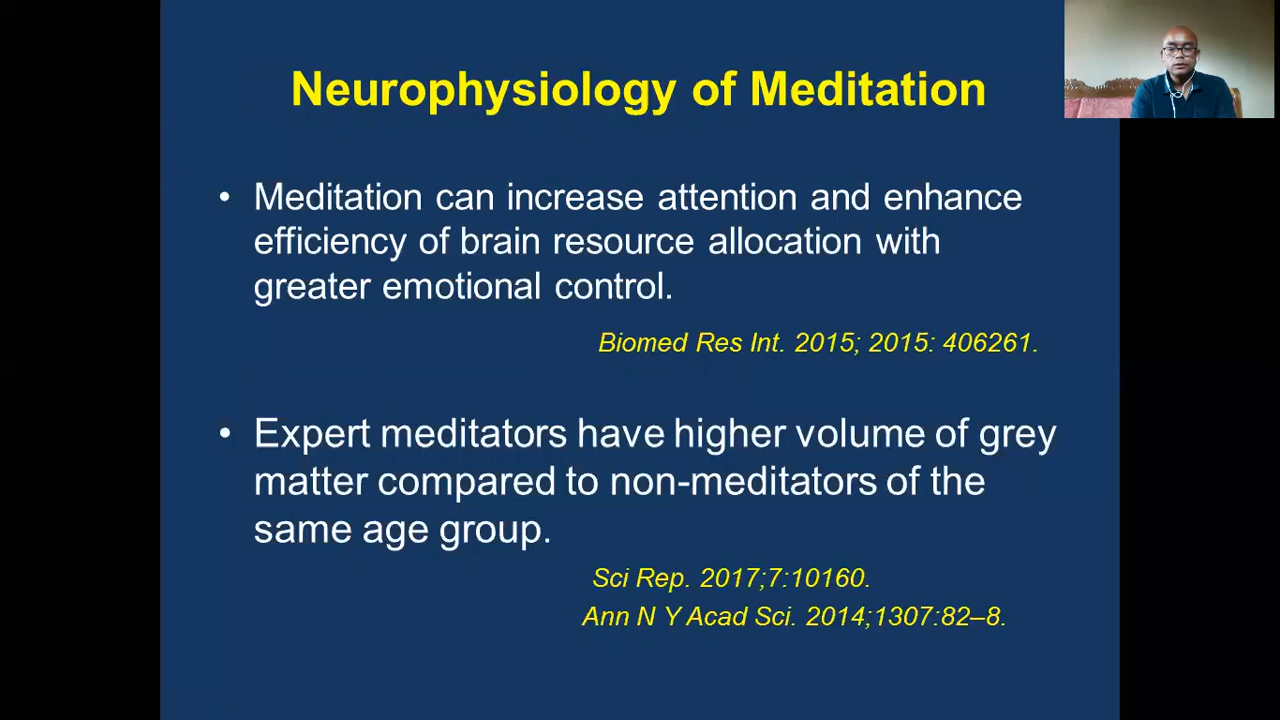 Neurophysiology of Meditation
• Meditation can increase attention and enhance
efficiency of brain resource allocation with
greater emotional control.
Biomed Res Int. 2015; 2015: 406261.
• Expert meditators have higher volume of grey
matter compared to non-meditators of the
same age group.
Sci Rep. 2017;7:10160.
Ann N Y Acad Sci. 2014;1307:82–8.